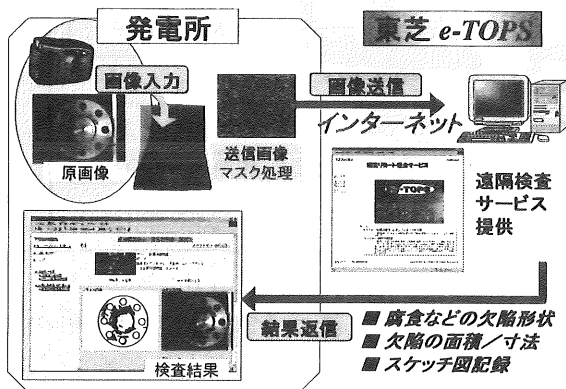 発電所
東芝 e-TOPS
画像入力
画像送信
インターネット
原画像
送信画像
マスク処理
e-TOPS
遠隔検査
サービス
提供
結果返信
検査結果
■ 腐食などの欠陥形状
■ 欠陥の面積／寸法
■ スケッチ図記録